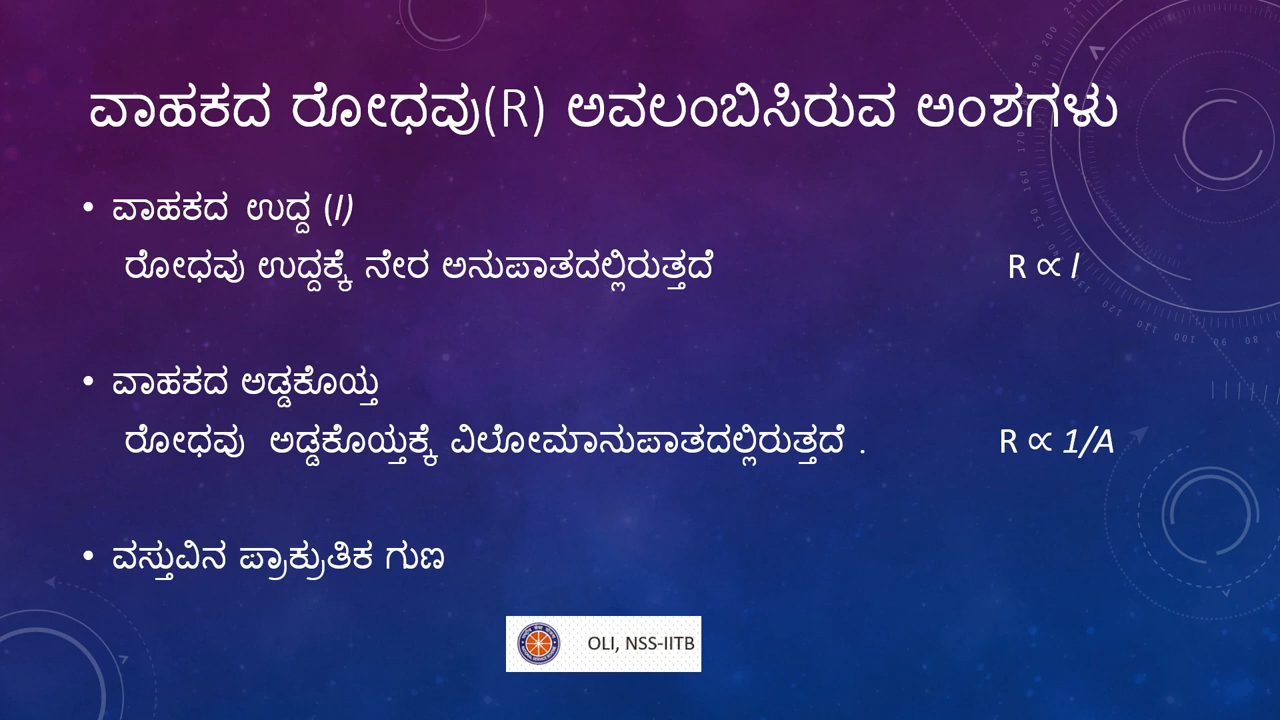 ವಾಹಕದ ರೋಧವು(R) ಅವಲಂಬಿಸಿರುವ ಅಂಶಗಳು
• ವಾಹಕದ ಉದ್ದ (l)
ರೋಧವು ಉದ್ದಕ್ಕೆ ನೇರ ಅನುಪಾತದಲ್ಲಿರುತ್ತದೆ R ∝ l
• ವಾಹಕದ ಅಡ್ಡಕೊಯ್ತ
ರೋಧವು ಅಡ್ಡಕೊಯ್ತಕ್ಕೆ ವಿಲೋಮಾನುಪಾತದಲ್ಲಿರುತ್ತದೆ . R ∝ 1/A
• ವಸ್ತುವಿನ ಪ್ರಾಕ್ರುತಿಕ ಗುಣ
OLI, NSS-IITB